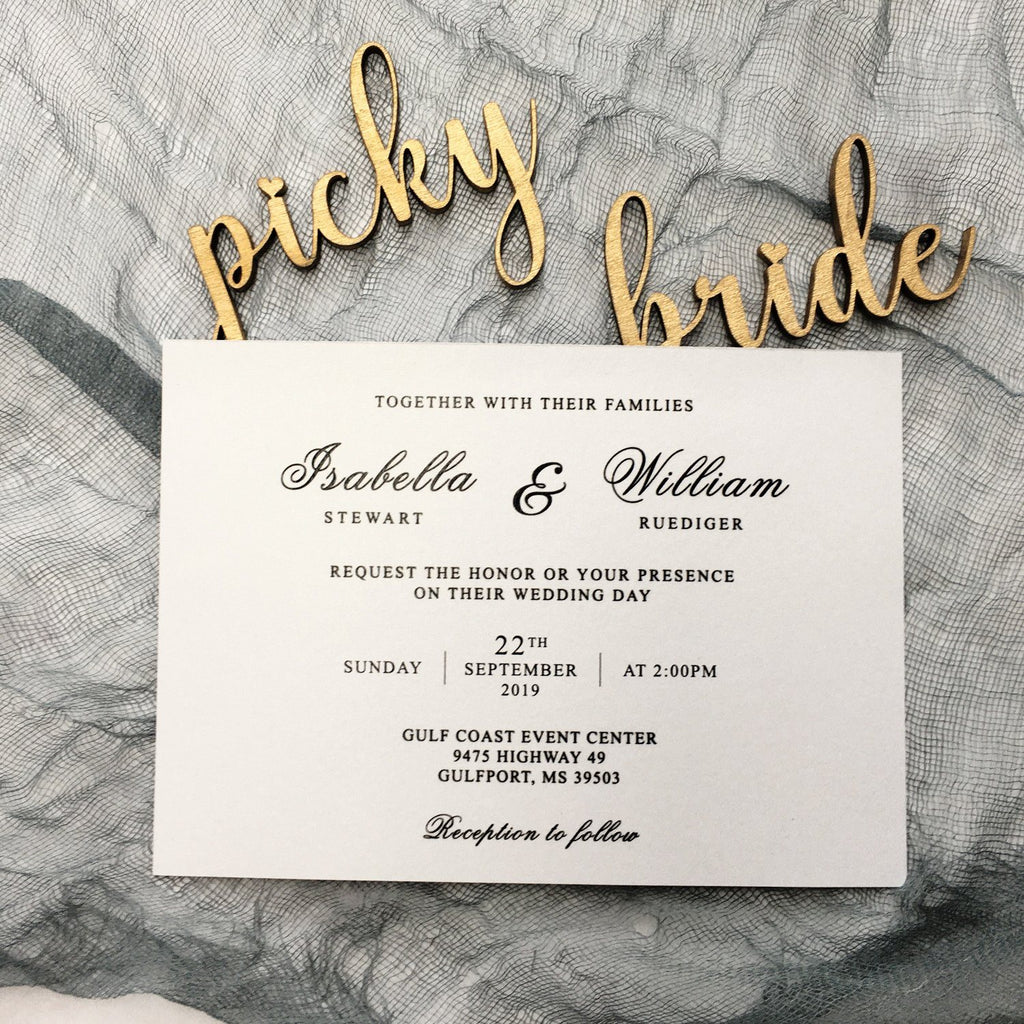 picky
bride
TOGETHER WITH THEIR FAMILIES
Isabella & William
STEWART RUEDIGER
REQUEST THE HONOR OR YOUR PRESENCE
ON THEIR WEDDING DAY
22TH
SUNDAY SEPTEMBER AT 2:00PM
2019
GULF COAST EVENT CENTER
9475 HIGHWAY 49
GULFPORT, MS 39503
Reception to follow